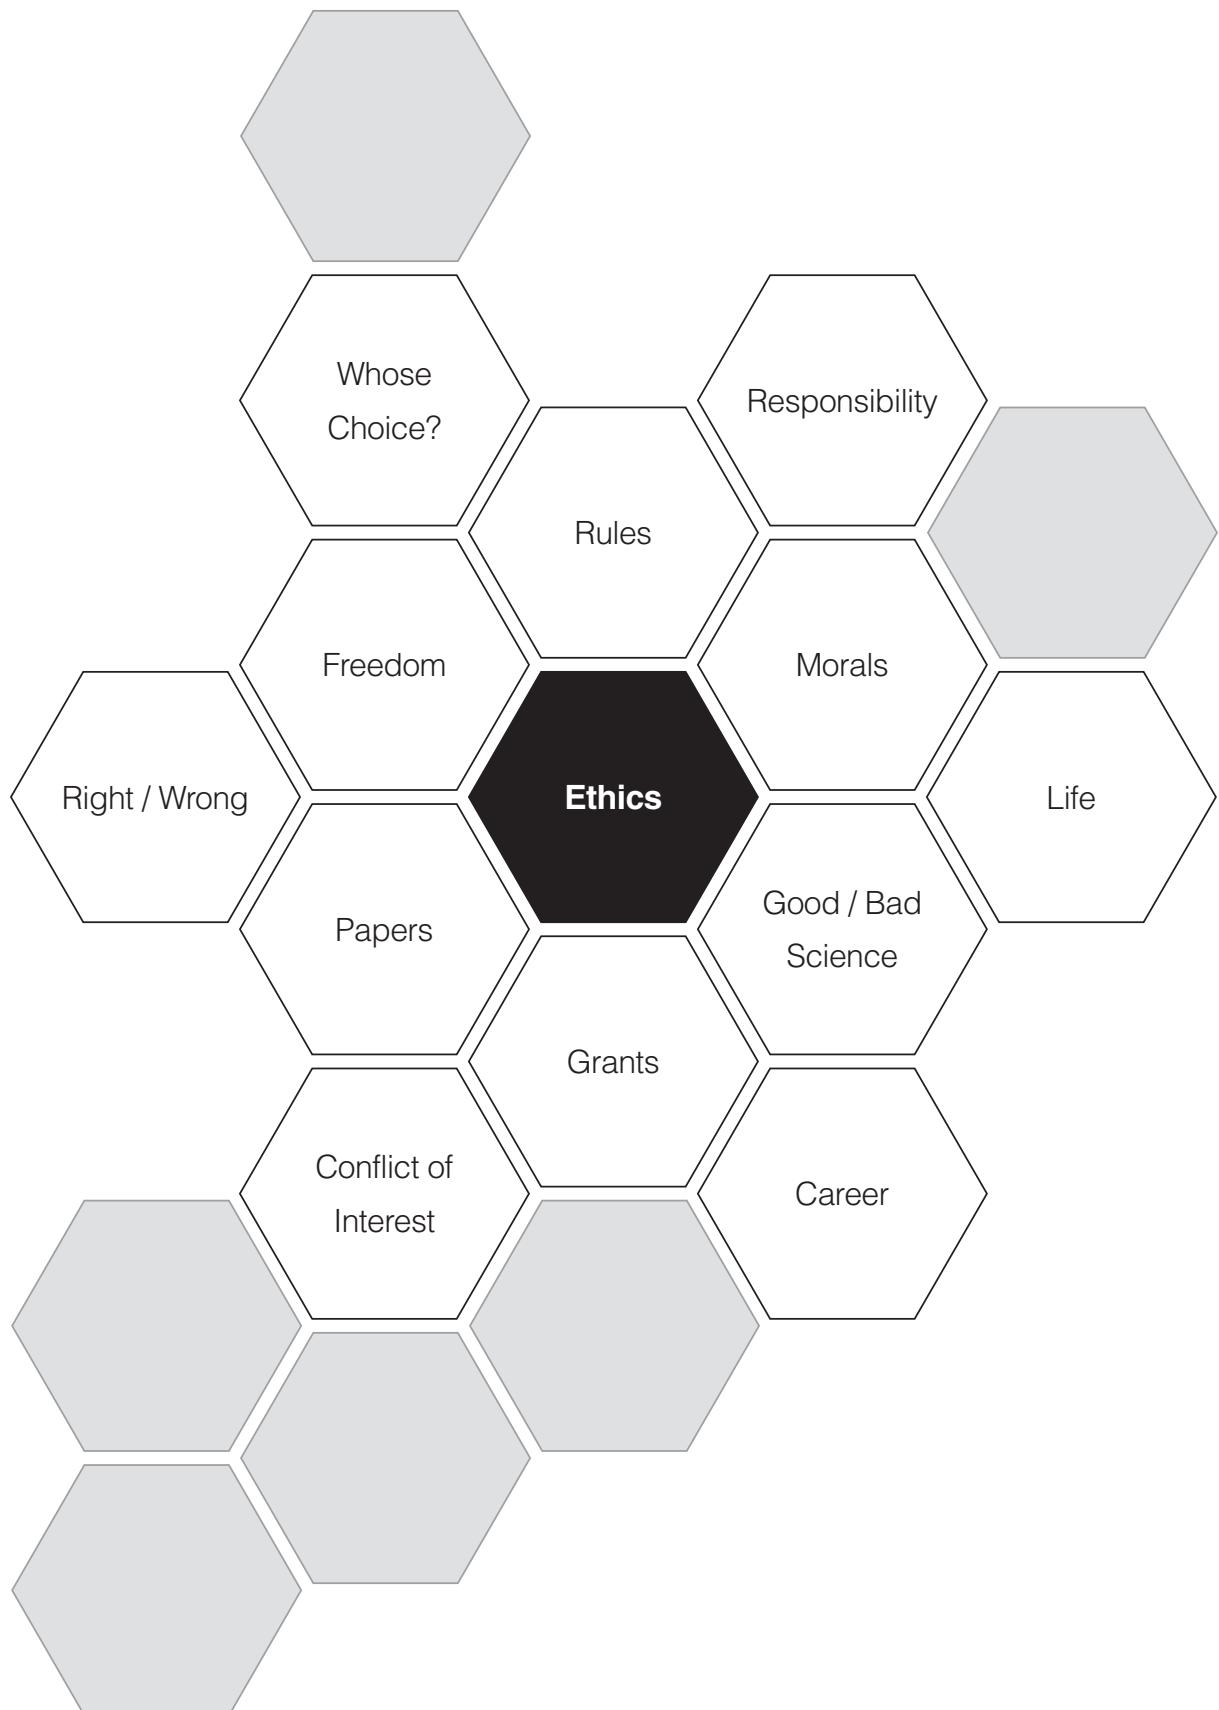 Whose
Choice?
Responsibility
Rules
Freedom
Morals
Right / Wrong
Ethics
Life
Papers
Good / Bad
Science
Grants
Conflict of
Interest
Career